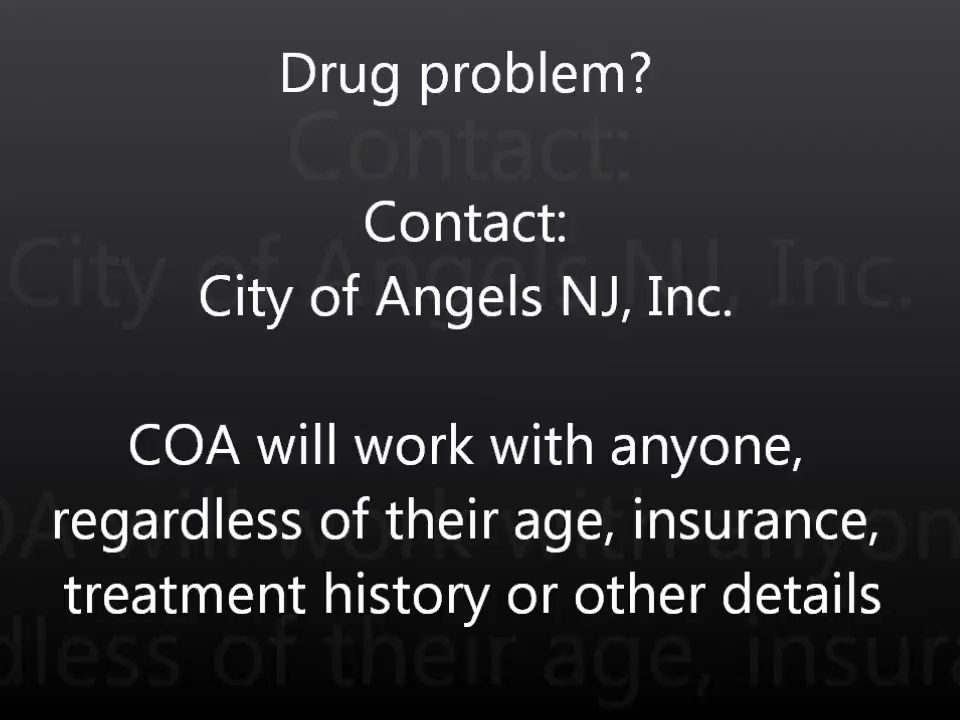 Drug problem?
Contact:
City of Angels NJ, Inc.
COA will work with anyone,
regardless of their age, insurance,
treatment history or other details